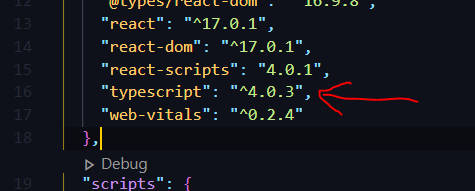 12 "@types/react-dom": "^16.9.8",
13 "react": "^17.0.1",
14 "react-dom": "^17.0.1",
15 "react-scripts": "4.0.1",
16 "typescript": "^4.0.3",
17 "web-vitals": "^0.2.4"
18 },
Debug
19 "scripts": {